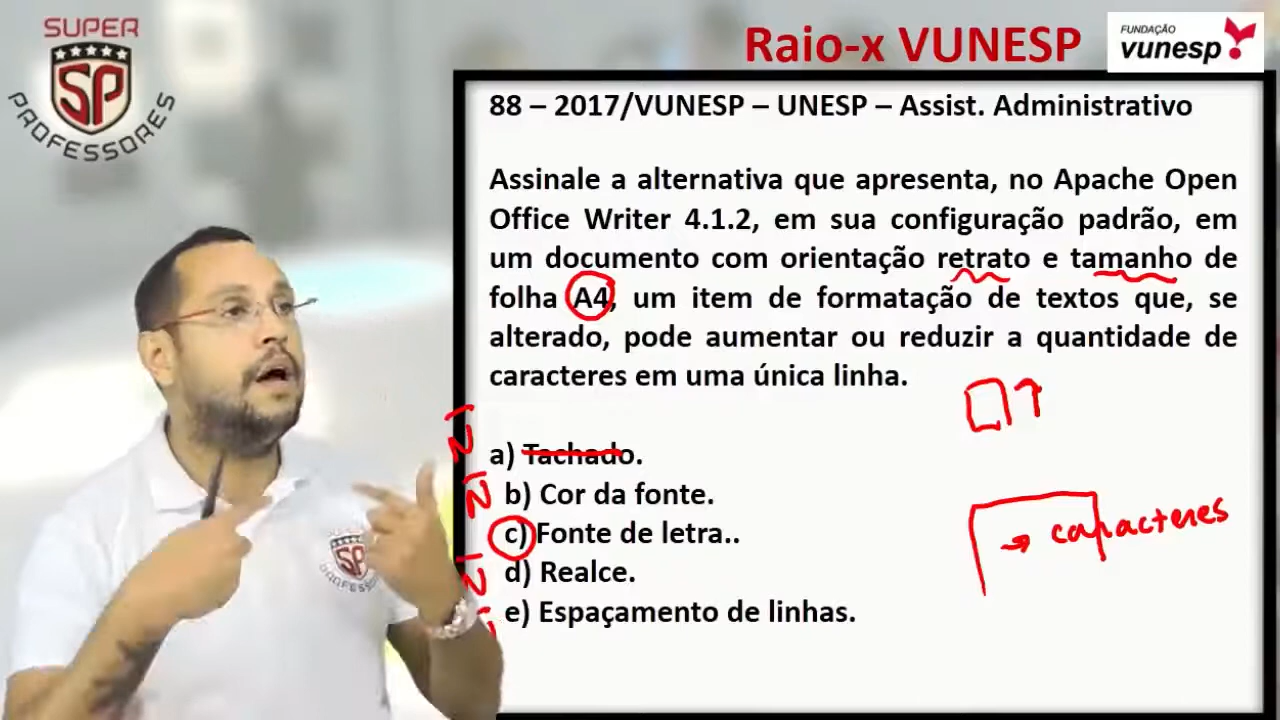 SUPER
SP
PROFESSORES
Raio-x VUNESP
FUNDAÇÃO
vunesp
88 – 2017/VUNESP – UNESP – Assist. Administrativo
Assinale a alternativa que apresenta, no Apache Open
Office Writer 4.1.2, em sua configuração padrão, em
um documento com orientação retrato e tamanho de
folha A4, um item de formatação de textos que, se
alterado, pode aumentar ou reduzir a quantidade de
caracteres em uma única linha.
a) Tachado.
b) Cor da fonte.
c) Fonte de letra..
d) Realce.
e) Espaçamento de linhas.
caracteres
SP
PROFESSO